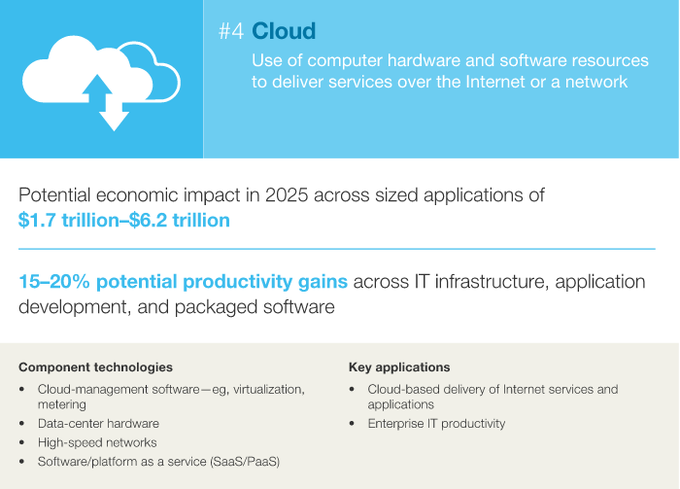 #4 Cloud
Use of computer hardware and software resources
to deliver services over the Internet or a network
Potential economic impact in 2025 across sized applications of
$1.7 trillion–$6.2 trillion
15–20% potential productivity gains across IT infrastructure, application
development, and packaged software
Component technologies
• Cloud-management software—eg, virtualization,
metering
• Data-center hardware
• High-speed networks
• Software/platform as a service (SaaS/PaaS)
Key applications
• Cloud-based delivery of Internet services and
applications
• Enterprise IT productivity